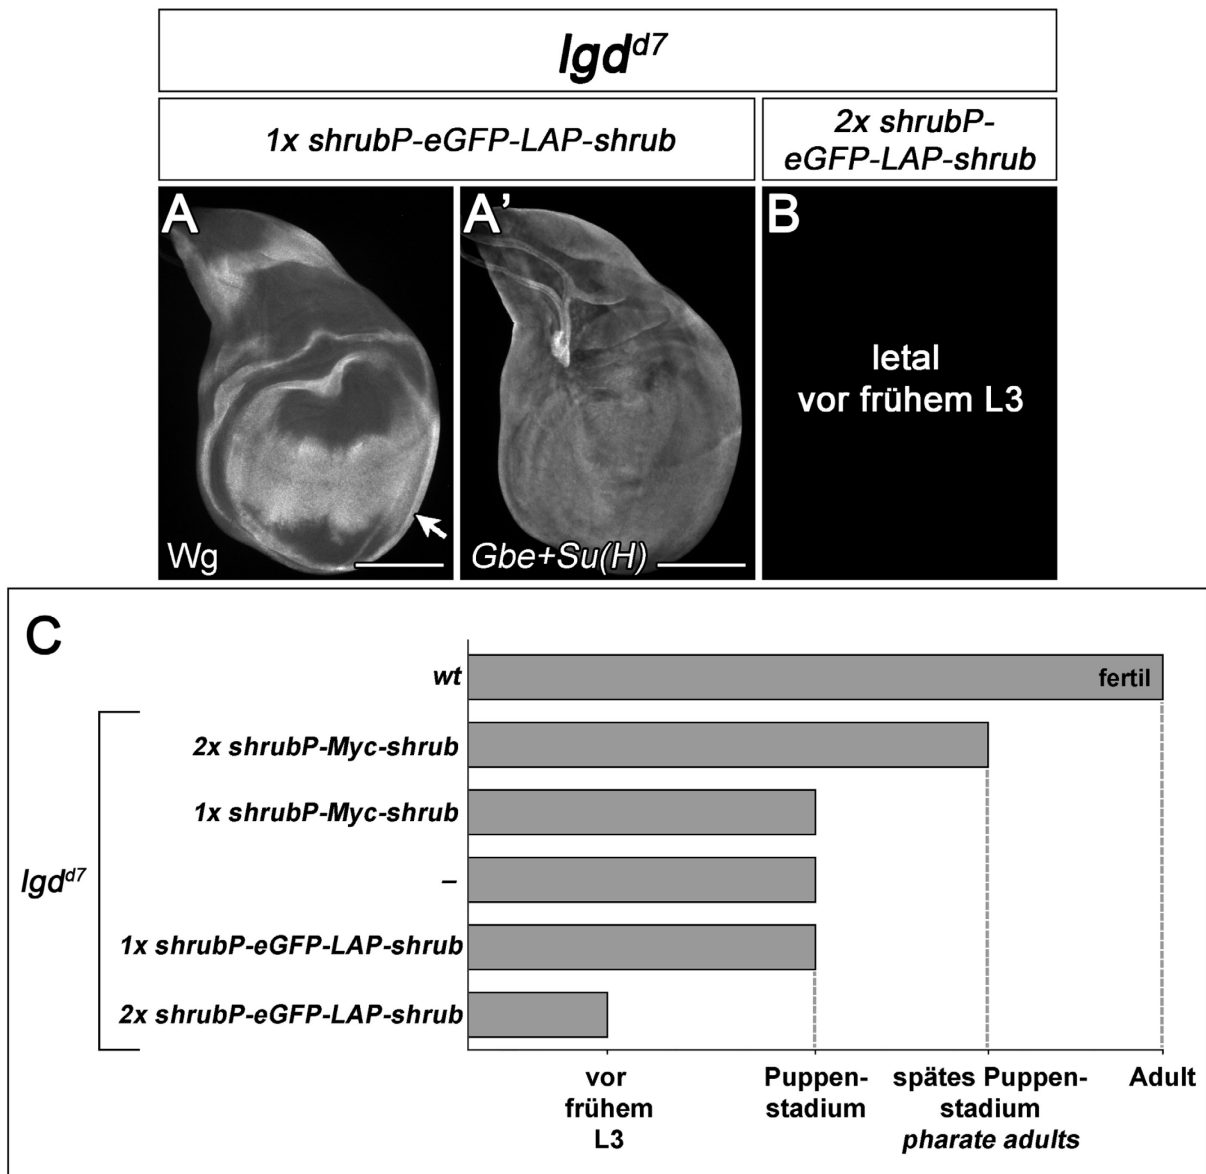 lgd^d7
1x shrubP-eGFP-LAP-shrub
2x shrubP-
eGFP-LAP-shrub
A
Wg
A’
Gbe+Su(H)
B
letal
vor frühem L3
C
wt
fertil
lgd^d7
2x shrubP-Myc-shrub
1x shrubP-Myc-shrub
–
1x shrubP-eGFP-LAP-shrub
2x shrubP-eGFP-LAP-shrub
vor
frühem
L3
Puppen-
stadium
spätes Puppen-
stadium
pharate adults
Adult